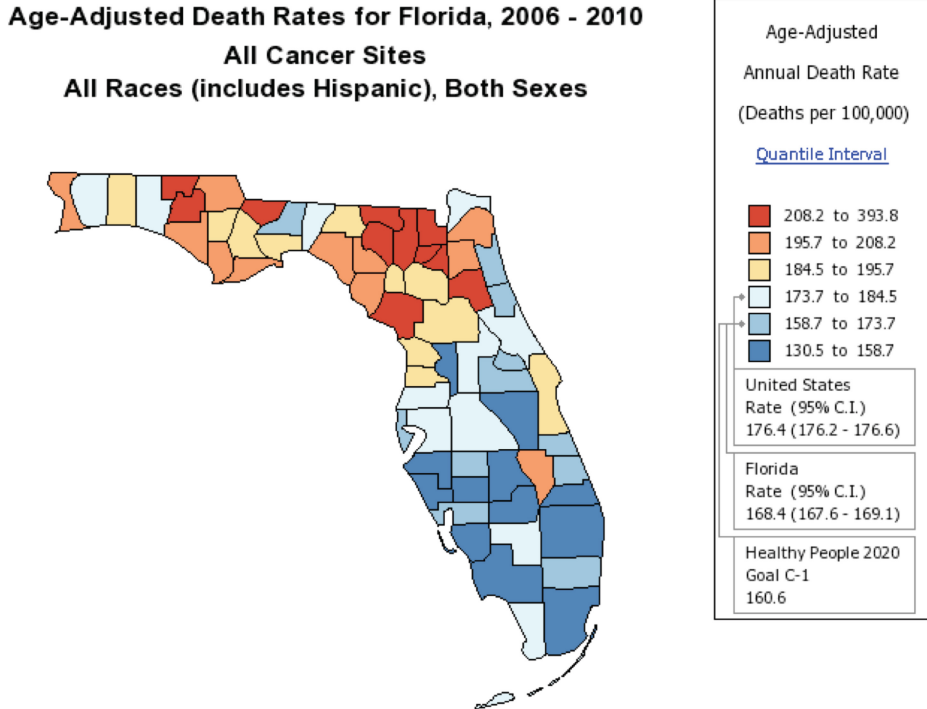 Age-Adjusted Death Rates for Florida, 2006 - 2010
All Cancer Sites
All Races (includes Hispanic), Both Sexes
Age-Adjusted
Annual Death Rate
(Deaths per 100,000)
Quantile Interval
208.2 to 393.8
195.7 to 208.2
184.5 to 195.7
173.7 to 184.5
158.7 to 173.7
130.5 to 158.7
United States
Rate (95% C.I.)
176.4 (176.2 - 176.6)
Florida
Rate (95% C.I.)
168.4 (167.6 - 169.1)
Healthy People 2020
Goal C-1
160.6